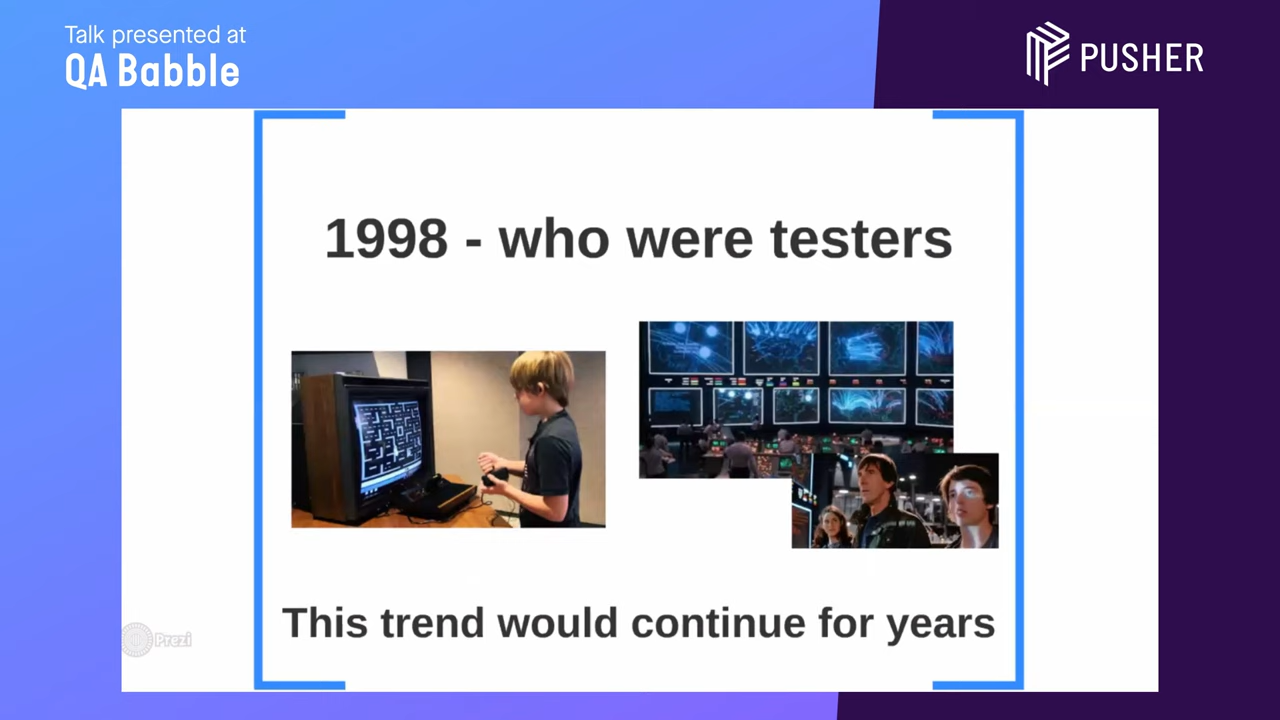 Talk presented at
QA Babble
PUSHER
1998 - who were testers
This trend would continue for years
Prezi